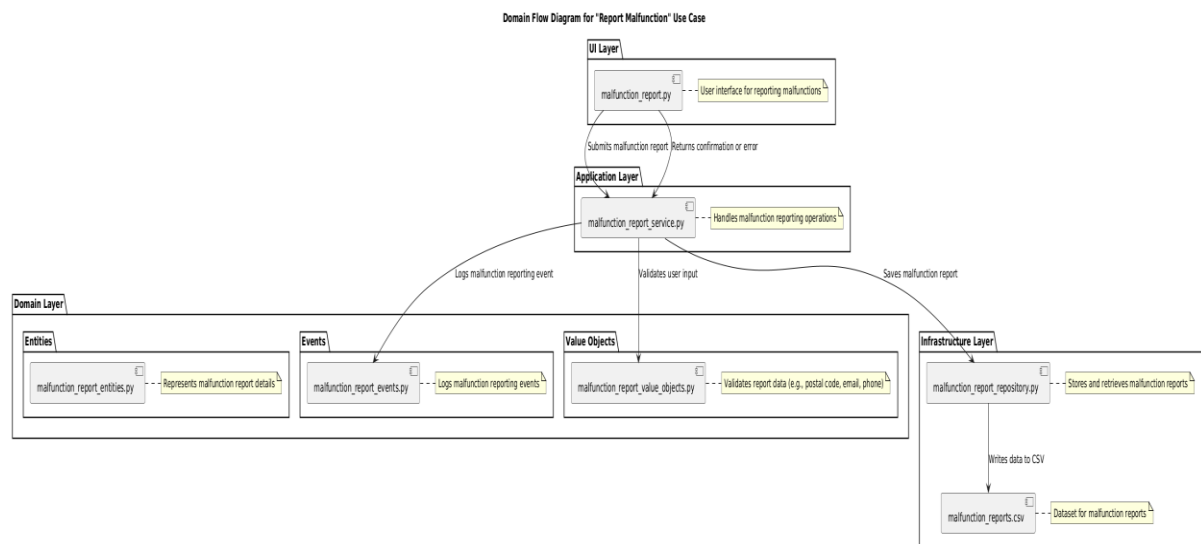 Domain Flow Diagram for "Report Malfunction" Use Case
UI Layer
malfunction_report.py
User interface for reporting malfunctions
Submits malfunction report
Returns confirmation or error
Application Layer
malfunction_report_service.py
Handles malfunction reporting operations
Logs malfunction reporting event
Validates user input
Saves malfunction report
Domain Layer
Entities
malfunction_report_entities.py
Represents malfunction report details
Events
malfunction_report_events.py
Logs malfunction reporting events
Value Objects
malfunction_report_value_objects.py
Validates report data (e.g., postal code, email, phone)
Infrastructure Layer
malfunction_report_repository.py
Stores and retrieves malfunction reports
Writes data to CSV
malfunction_reports.csv
Dataset for malfunction reports